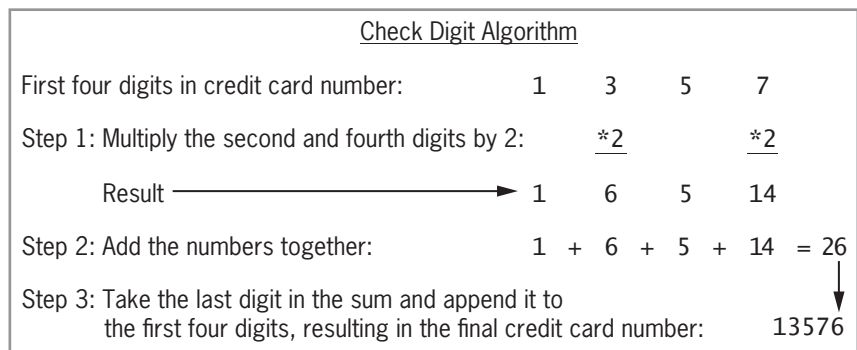 Check Digit Algorithm
First four digits in credit card number: 1 3 5 7
Step 1: Multiply the second and fourth digits by 2: *2 *2
Result 1 6 5 14
Step 2: Add the numbers together: 1 + 6 + 5 + 14 = 26
Step 3: Take the last digit in the sum and append it to
the first four digits, resulting in the final credit card number: 13576